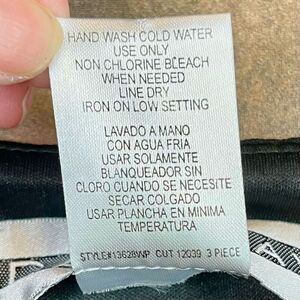 HAND WASH COLD WATER
USE ONLY
NON CHLORINE BLEACH
WHEN NEEDED
LINE DRY
IRON ON LOW SETTING
LAVADO A MANO
CON AGUA FRIA
USAR SOLAMENTE
BLANQUEADOR SIN
CLORO CUANDO SE NECESITE
SECAR COLGADO
USAR PLANCHA EN MINIMA
TEMPERATURA
STYLE#13628WP CUT 12039 3 PIECE